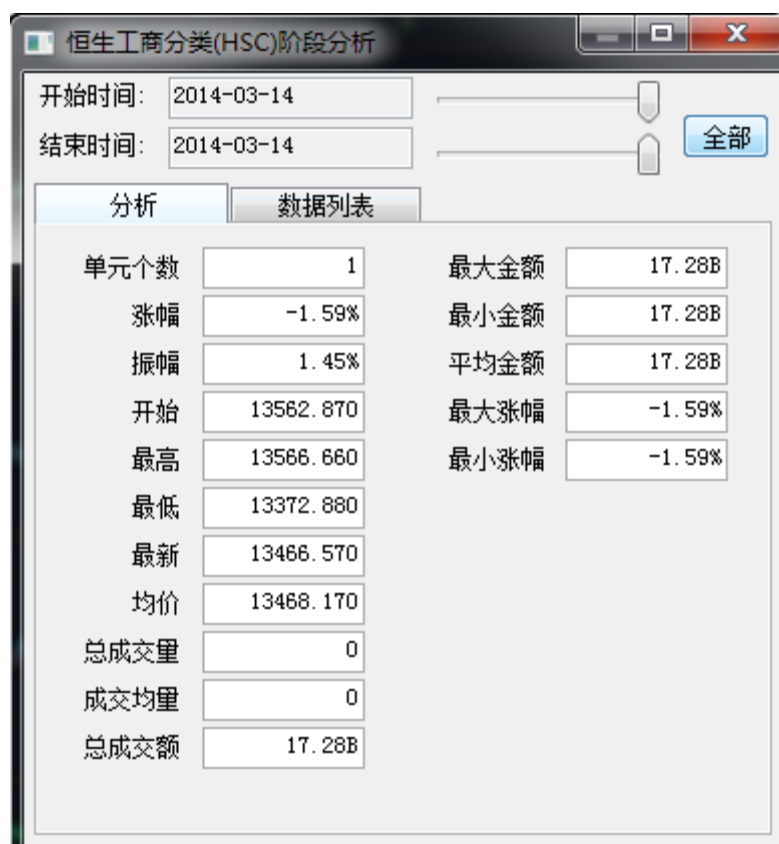 恒生工商分类(HSC)阶段分析
开始时间: 2014-03-14
结束时间: 2014-03-14
全部
分析 数据列表
单元个数 1 最大金额 17.28B
涨幅 -1.59% 最小金额 17.28B
振幅 1.45% 平均金额 17.28B
开始 13562.870 最大涨幅 -1.59%
最高 13566.660 最小涨幅 -1.59%
最低 13372.880
最新 13466.570
均价 13468.170
总成交量 0
成交均量 0
总成交额 17.28B